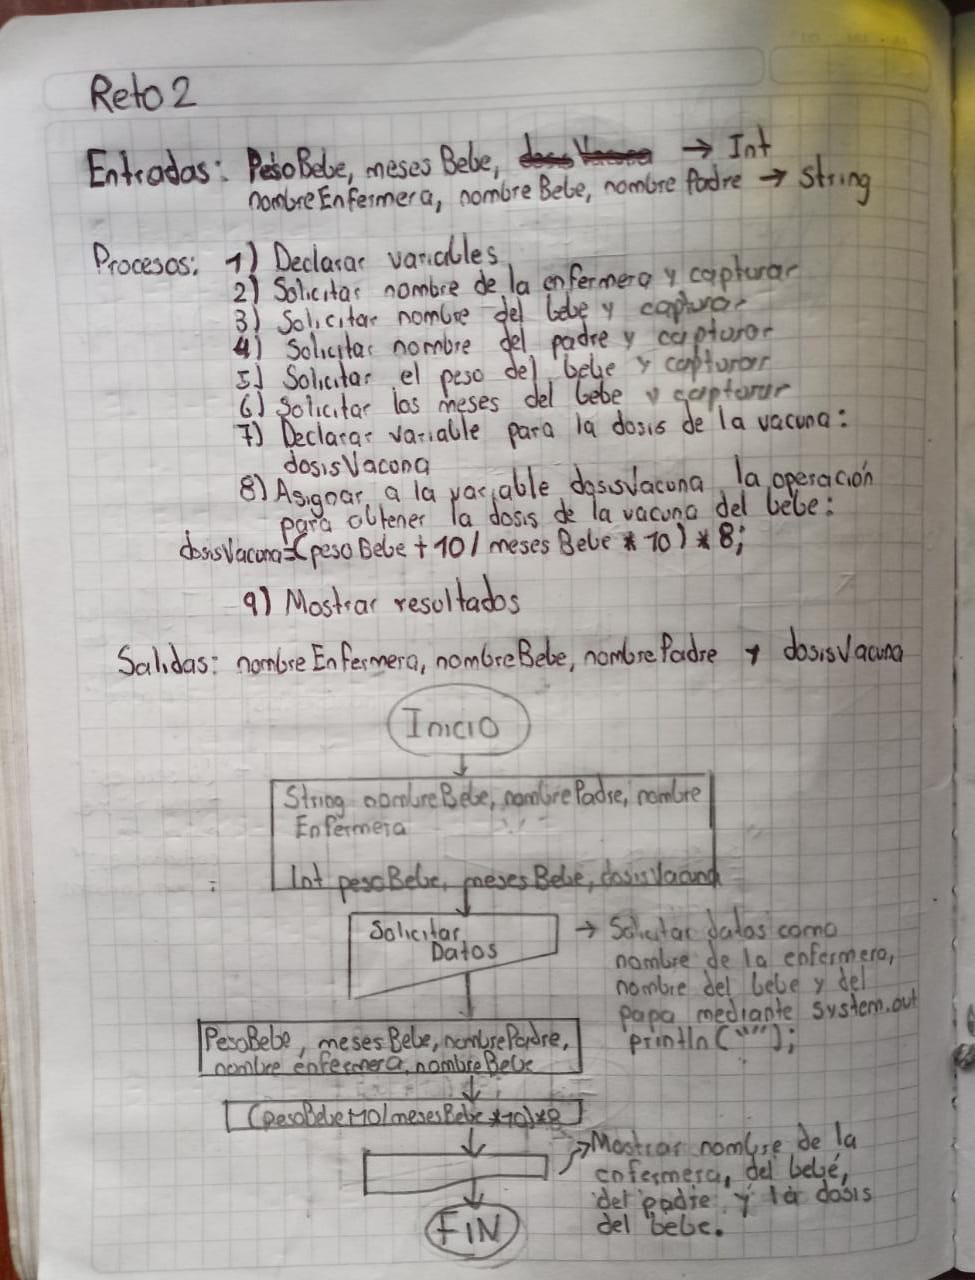 Reto 2
Entradas: PesoBebe, meses Bebe, dosis Vacuna → Int
nombreEnfermera, nombre Bebe, nombre Padre → String
Procesos: 1) Declarar variables
2) Solicitar nombre de la enfermera y capturar
3) Solicitar nombre del bebe y capturar
4) Solicitar nombre del padre y capturar
5) Solicitar el peso del bebe y capturar
6) Solicitar los meses del bebe y capturar
7) Declarar variable para la dosis de la vacuna:
dosisVacuna
8) Asignar a la variable dosisVacuna la operación
para obtener la dosis de la vacuna del bebe:
dosisVacuna=(peso Bebe + 10 / meses Bebe * 10) * 8;
9) Mostrar resultados
Salidas: nombreEnfermera, nombreBebe, nombrePadre y dosisVacuna
Inicio
String nombreBebe, nombrePadre, nombre
Enfermera
Int pesoBebe, mesesBebe, dosisVacuna
Solicitar
Datos
→ Solicitar datos como
nombre de la enfermera,
nombre del bebe y del
papa mediante system.out
println("");
PesoBebe, mesesBebe, nombrePadre,
nombre enfermera, nombreBebe
(pesoBebe+10/mesesBebe*10)*8
Mostrar nombre de la
enfermera, del bebé,
del padre, y la dosis
del bebe.
FIN